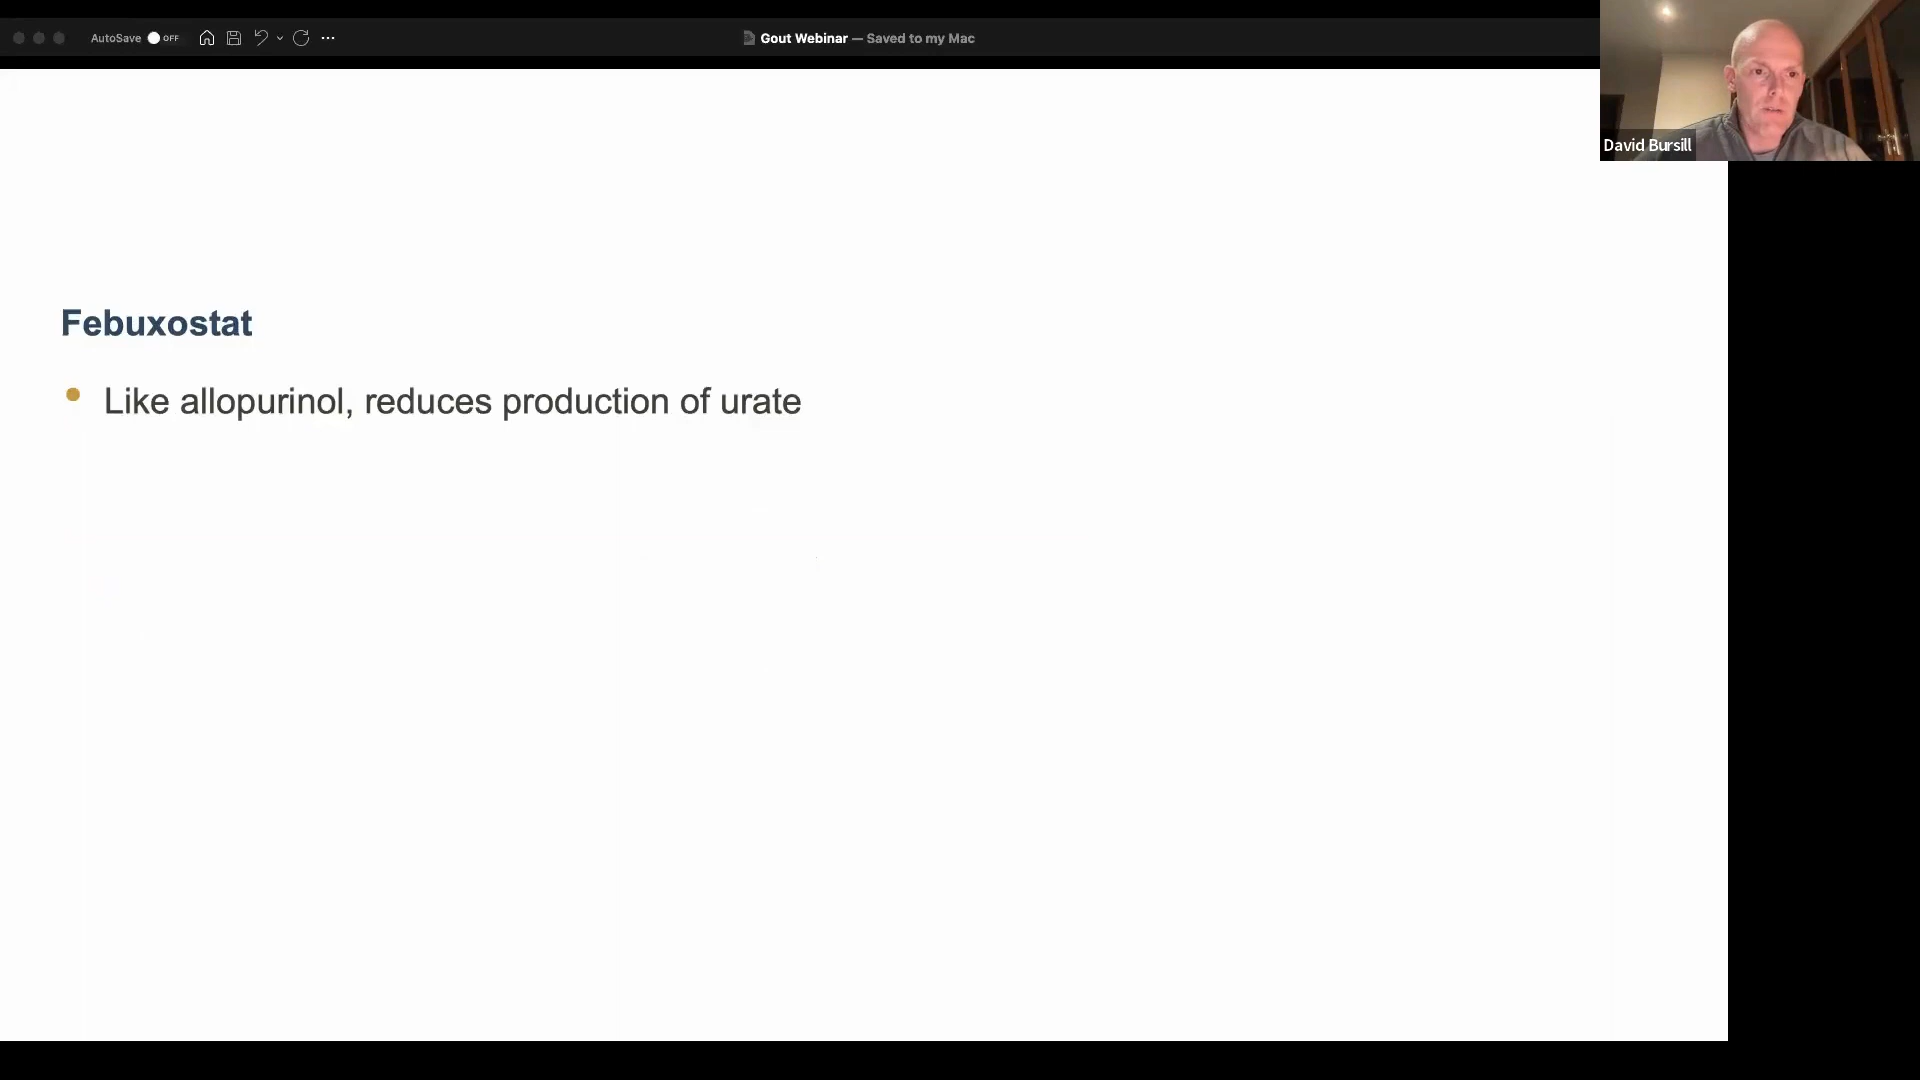 AutoSave OFF
Gout Webinar — Saved to my Mac
David Bursill
Febuxostat
Like allopurinol, reduces production of urate